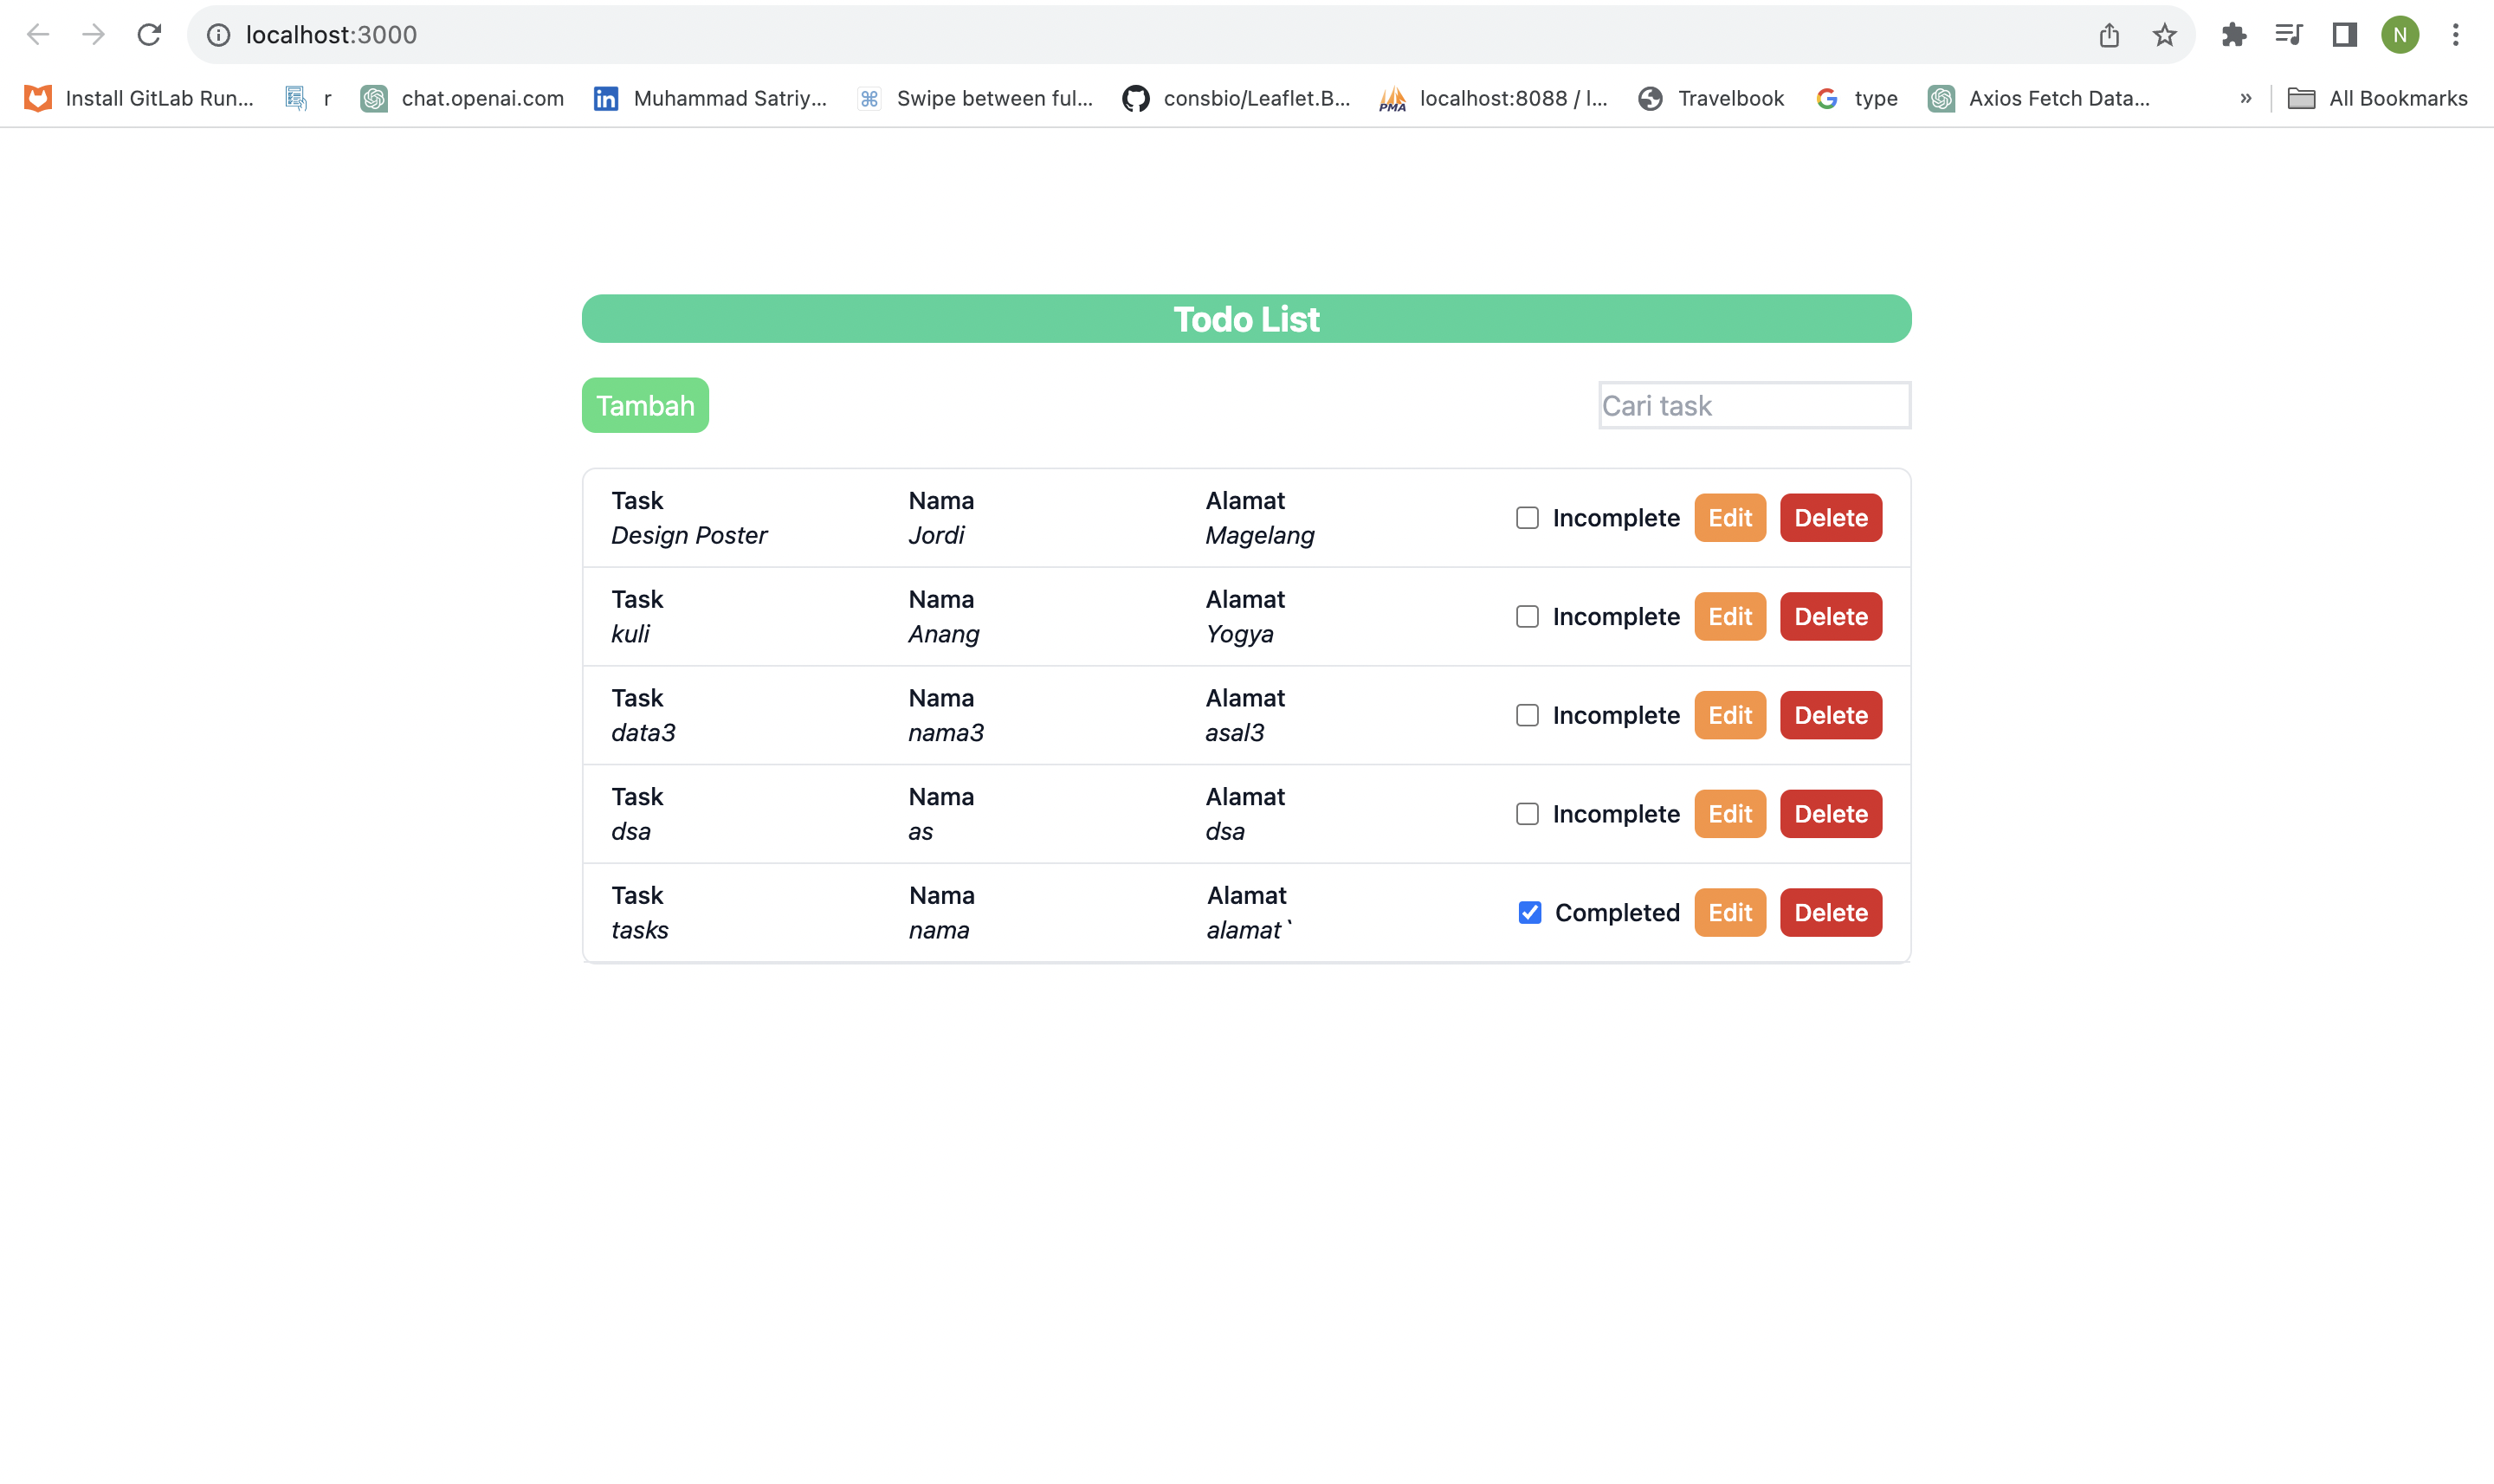 localhost:3000
N
Install GitLab Run... r chat.openai.com in Muhammad Satriy... Swipe between ful... consbio/Leaflet.B... PMA localhost:8088 / l... Travelbook type Axios Fetch Data... » All Bookmarks
Todo List
Tambah Cari task
Task Nama Alamat
Design Poster Jordi Magelang
Incomplete Edit Delete
Task Nama Alamat
kuli Anang Yogya
Incomplete Edit Delete
Task Nama Alamat
data3 nama3 asal3
Incomplete Edit Delete
Task Nama Alamat
dsa as dsa
Incomplete Edit Delete
Task Nama Alamat
tasks nama alamat`
Completed Edit Delete